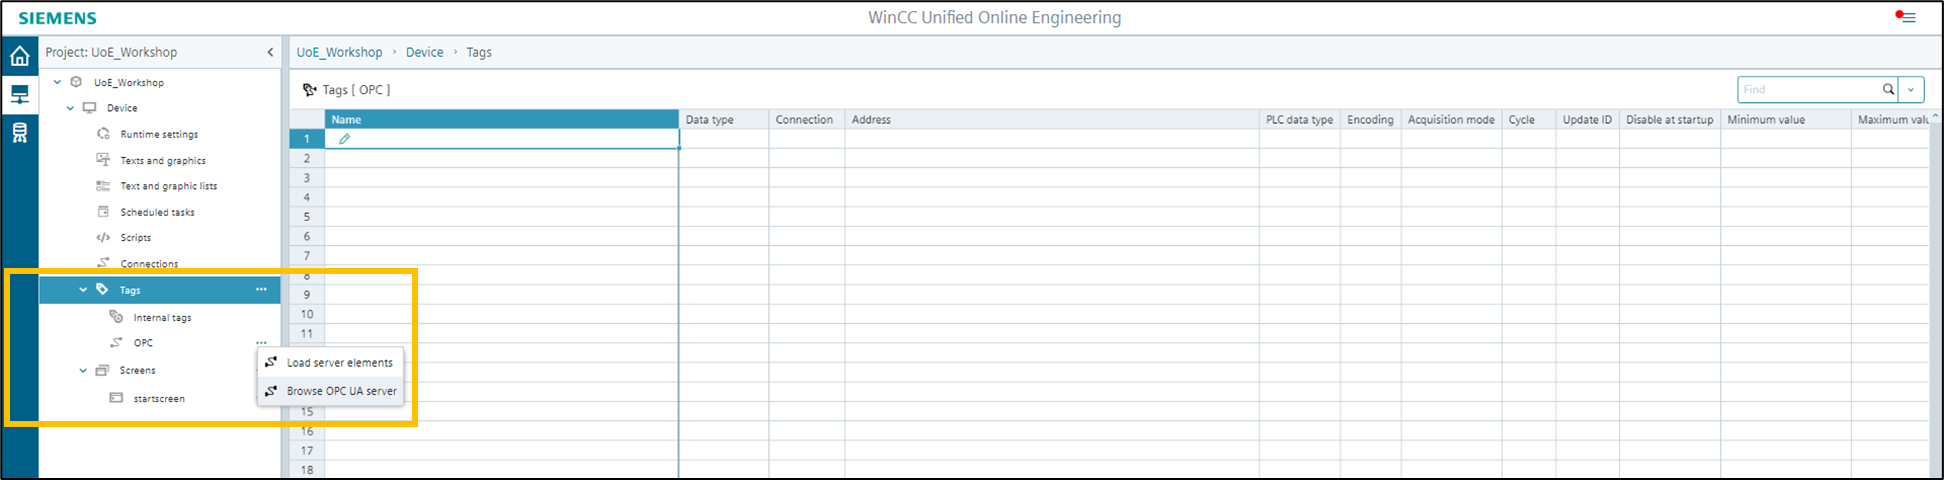 SIEMENS
WinCC Unified Online Engineering
Project: UoE_Workshop
UoE_Workshop > Device > Tags
UoE_Workshop
Device
Runtime settings
Texts and graphics
Text and graphic lists
Scheduled tasks
Scripts
Connections
Tags
Internal tags
OPC
Screens
startscreen
Load server elements
Browse OPC UA server
Tags [ OPC ]
Find
Name Data type Connection Address PLC data type Encoding Acquisition mode Cycle Update ID Disable at startup Minimum value Maximum valu
1
2
3
4
5
6
7
8
9
10
11
15
16
17
18